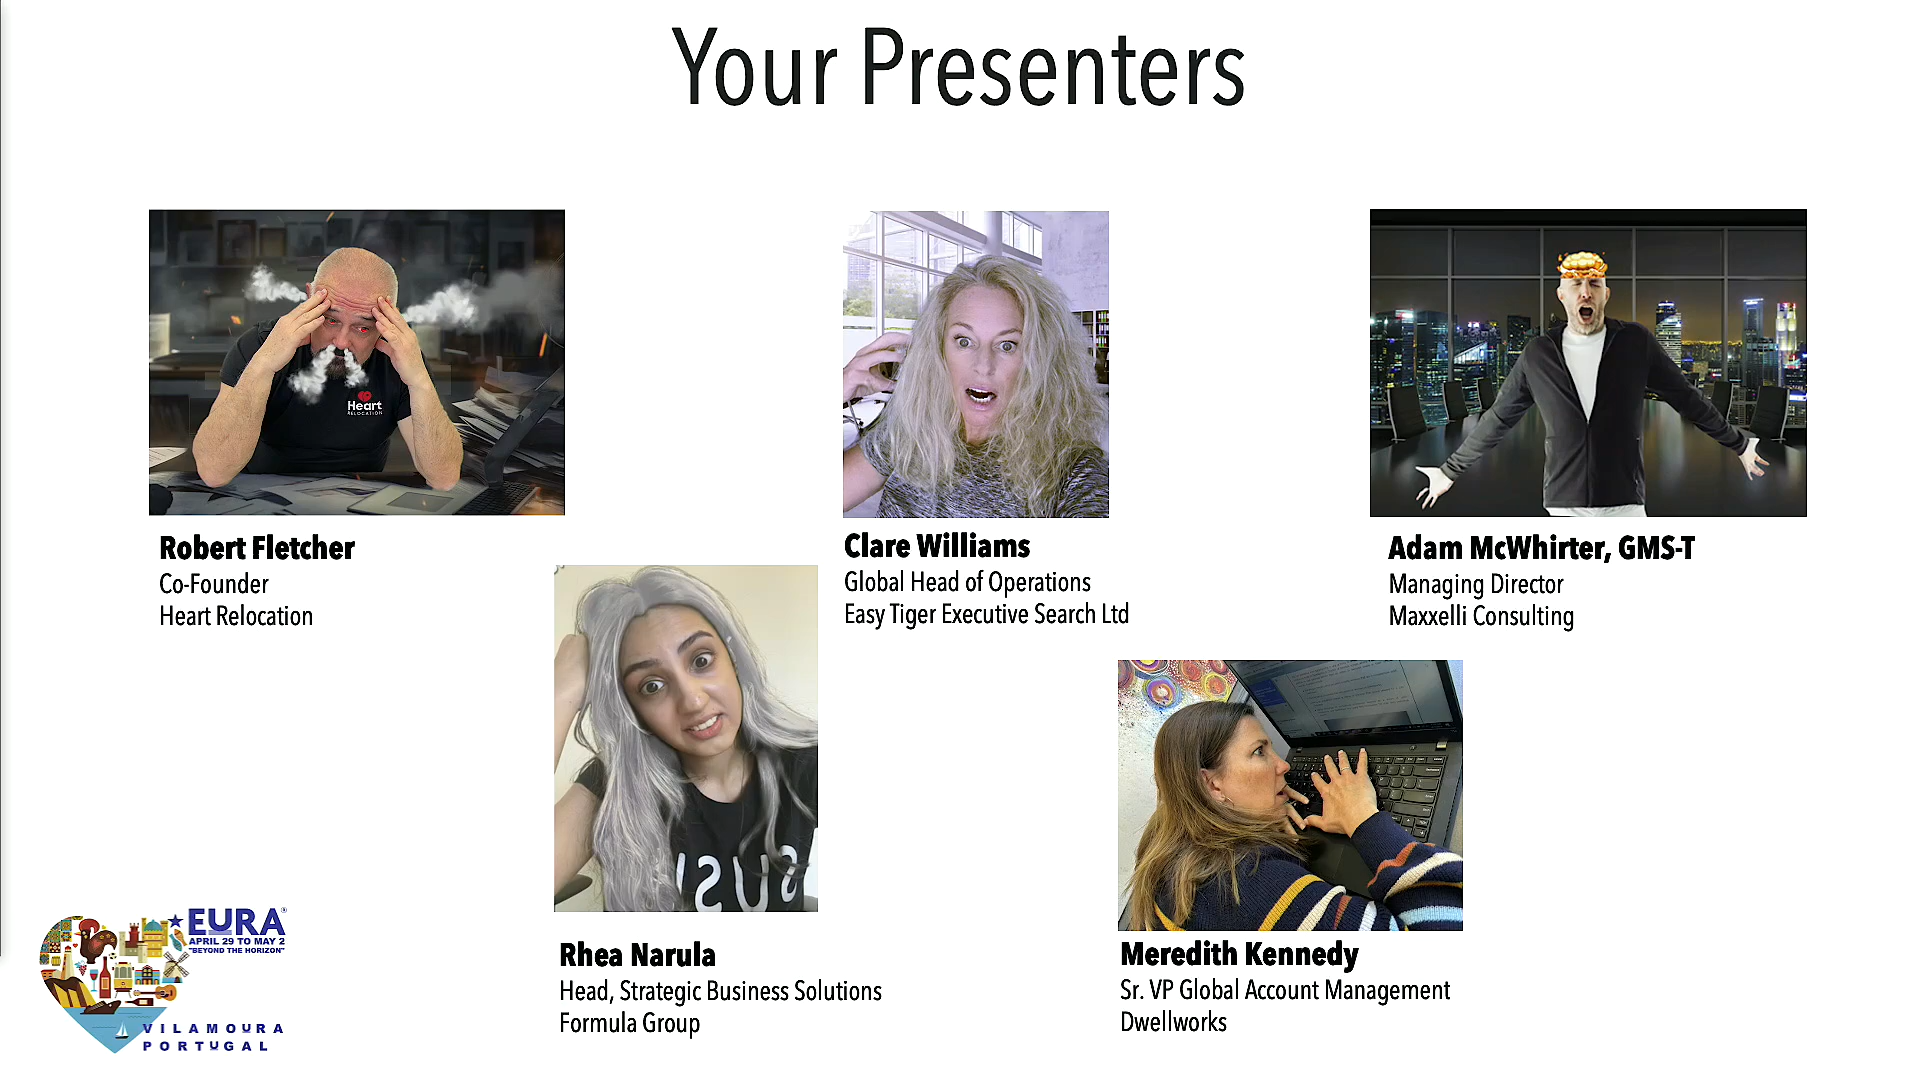 Your Presenters
Heart
RELOCATION
Robert Fletcher
Co-Founder
Heart Relocation
Clare Williams
Global Head of Operations
Easy Tiger Executive Search Ltd
Adam McWhirter, GMS-T
Managing Director
Maxxelli Consulting
Rhea Narula
Head, Strategic Business Solutions
Formula Group
Meredith Kennedy
Sr. VP Global Account Management
Dwellworks
EURA®
APRIL 29 TO MAY 2
"BEYOND THE HORIZON"
VILAMOURA
PORTUGAL